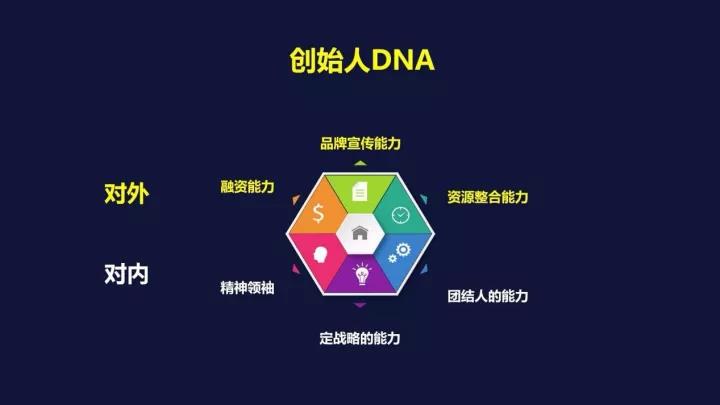 创始人DNA
品牌宣传能力
对外
融资能力
资源整合能力
对内
精神领袖
团结人的能力
定战略的能力